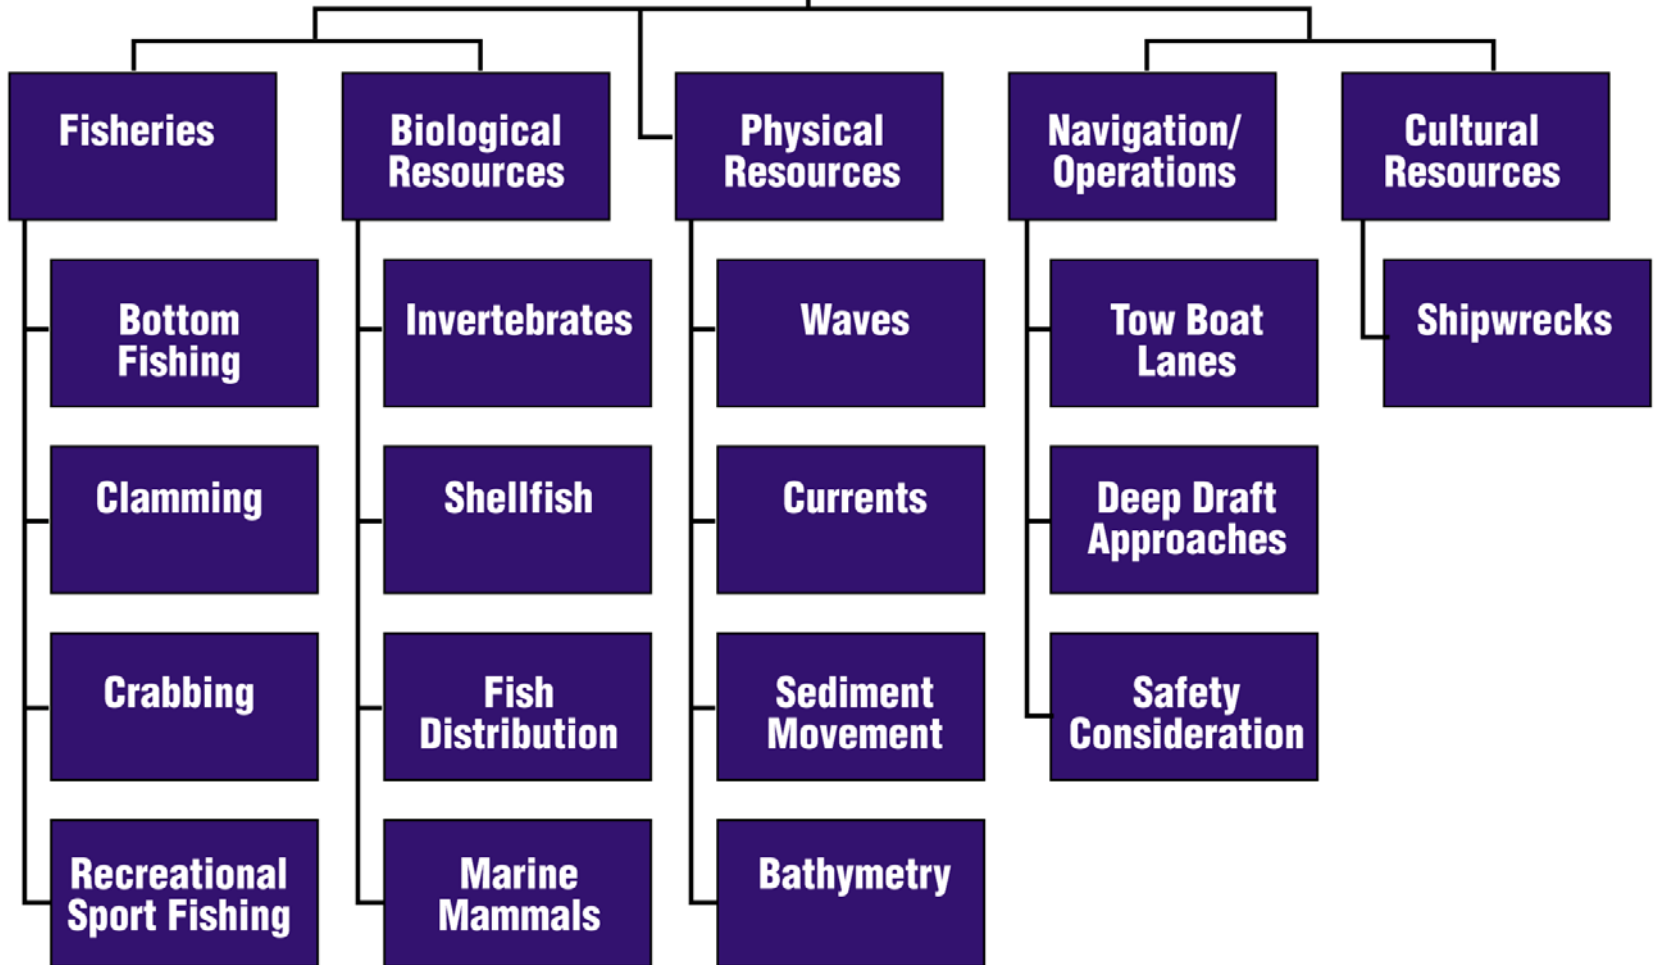 Fisheries
Biological
Resources
Physical
Resources
Navigation/
Operations
Cultural
Resources
Bottom
Fishing
Invertebrates
Waves
Tow Boat
Lanes
Shipwrecks
Clamming
Shellfish
Currents
Deep Draft
Approaches
Crabbing
Fish
Distribution
Sediment
Movement
Safety
Consideration
Recreational
Sport Fishing
Marine
Mammals
Bathymetry